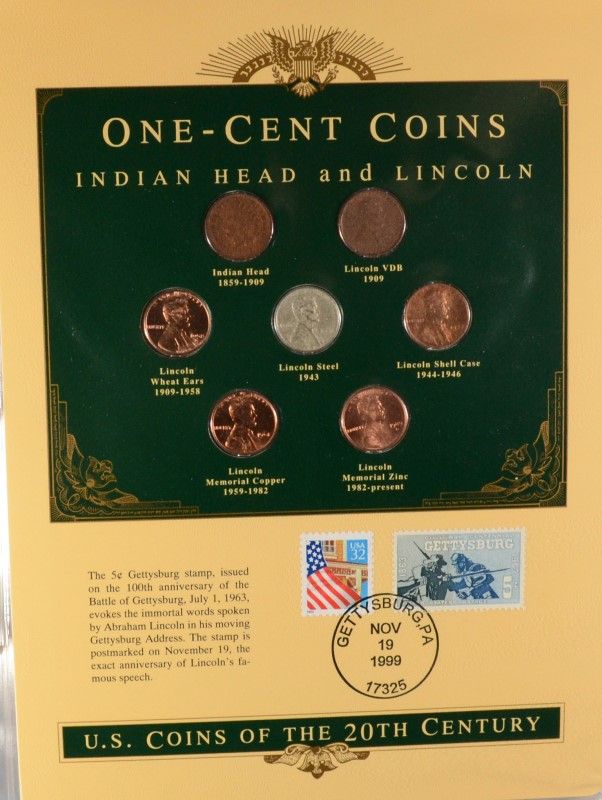 ONE-CENT COINS
INDIAN HEAD and LINCOLN
Indian Head
1859-1909
Lincoln VDB
1909
Lincoln
Wheat Ears
1909-1958
Lincoln Steel
1943
Lincoln Shell Case
1944-1946
Lincoln
Memorial Copper
1959-1982
Lincoln
Memorial Zinc
1982-present
The 5¢ Gettysburg stamp, issued
on the 100th anniversary of the
Battle of Gettysburg, July 1, 1963,
evokes the immortal words spoken
by Abraham Lincoln in his moving
Gettysburg Address. The stamp is
postmarked on November 19, the
exact anniversary of Lincoln's fa-
mous speech.
USA
32
GETTYSBURG
5¢
GETTYSBURG, PA
NOV
19
1999
17325
U.S. COINS OF THE 20TH CENTURY